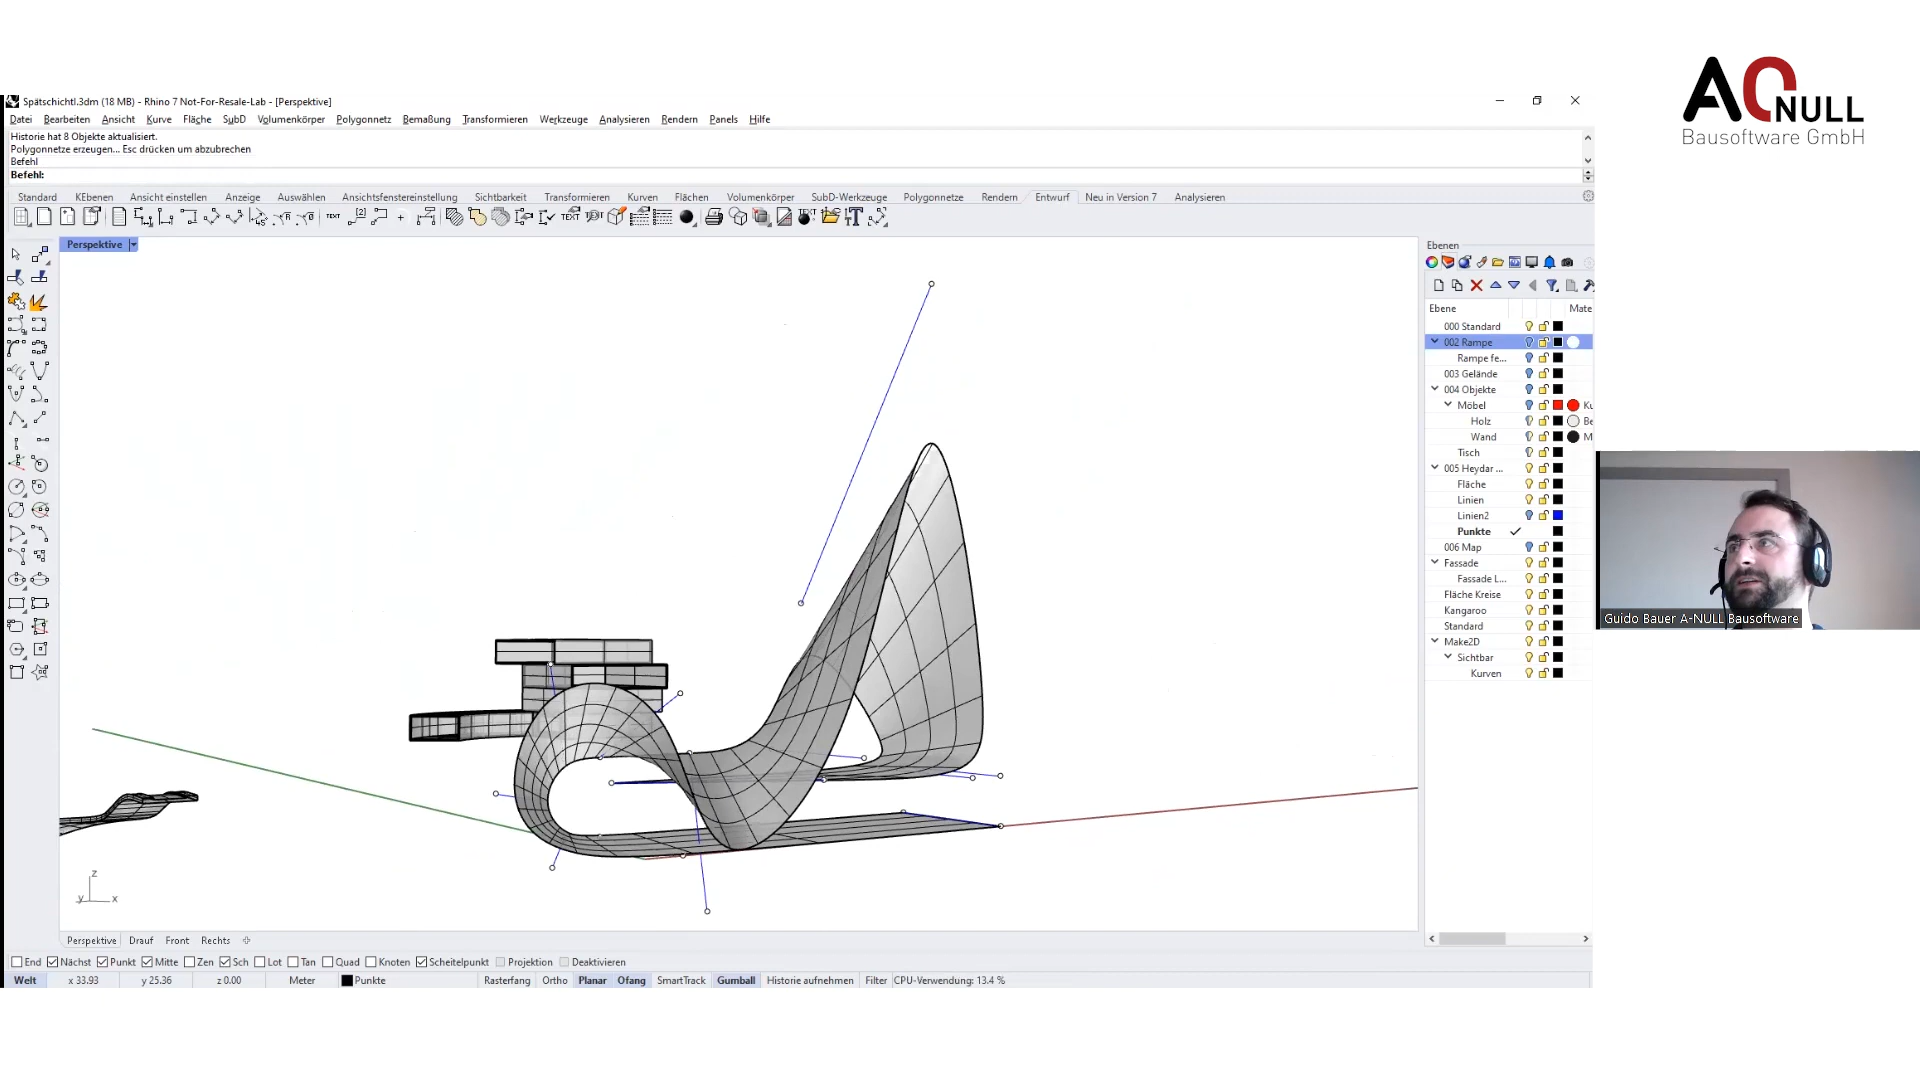 Spätschichtl.3dm (18 MB) - Rhino 7 Not-For-Resale-Lab - [Perspektive]
Datei Bearbeiten Ansicht Kurve Fläche SubD Volumenkörper Polygonnetz Bemaßung Transformieren Werkzeuge Analysieren Rendern Panels Hilfe
Historie hat 8 Objekte aktualisiert.
Polygonnetze erzeugen... Esc drücken um abzubrechen
Befehl
Befehl:
Standard KEbenen Ansicht einstellen Anzeige Auswählen Ansichtsfenstereinstellung Sichtbarkeit Transformieren Kurven Flächen Volumenkörper SubD-Werkzeuge Polygonnetze Rendern Entwurf Neu in Version 7 Analysieren
Perspektive
z
y x
Perspektive Drauf Front Rechts
End Nächst Punkt Mitte Zen Sch Lot Tan Quad Knoten Scheitelpunkt Projektion Deaktivieren
Welt x 33.93 y 25.36 z 0.00 Meter Punkte Rasterfang Ortho Planar Ofang SmartTrack Gumball Historie aufnehmen Filter CPU-Verwendung: 13.4 %
Ebenen
Ebene Mate
000 Standard
002 Rampe
Rampe fe...
003 Gelände
004 Objekte
Möbel Ku
Holz Be
Wand M
Tisch
005 Heydar ...
Fläche
Linien
Linien2
Punkte
006 Map
Fassade
Fassade L...
Fläche Kreise
Kangaroo
Standard
Make2D
Sichtbar
Kurven
A0NULL
Bausoftware GmbH
Guido Bauer A-NULL Bausoftware